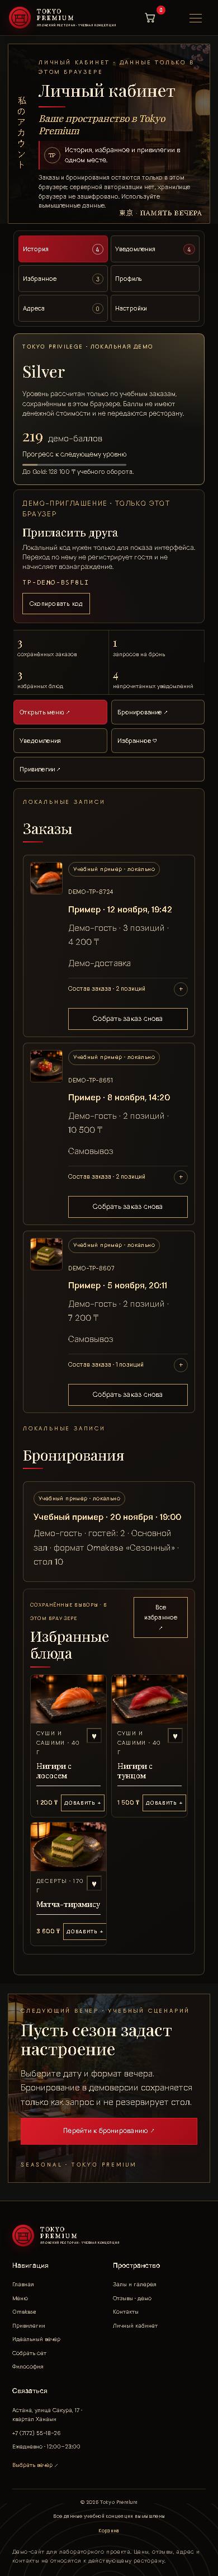 TOKYO
PREMIUM
2
ЛИЧНЫЙ КАБИНЕТ · ДАННЫЕ ТОЛЬКО В
ЭТОМ БРАУЗЕРЕ
Личный кабинет
私のアカウント
Ваше пространство в Tokyo
Premium
TP
История, избранное и привилегии в
одном месте.
Заказы и бронирования остаются только в этом
браузере; серверной авторизации нет, хранилище
браузера не зашифровано. Используйте
вымышленные данные.
東京 · ПАМЯТЬ ВЕЧЕРА
История 4
Уведомления 4
Избранное 3
Профиль
Адреса 0
Настройки
TOKYO PRIVILEGE · ЛОКАЛЬНАЯ ДЕМО
Silver
Уровень рассчитан только по учебным заказам,
сохранённым в этом браузере. Баллы не имеют
денежной стоимости и не передаются ресторану.
219 демо-баллов
Прогресс к следующему уровню
До Gold: 128 100 ₸ учебного оборота.
ДЕМО-ПРИГЛАШЕНИЕ · ТОЛЬКО ЭТОТ
БРАУЗЕР
Пригласить друга
Локальный код нужен только для показа интерфейса.
Переход по нему не регистрирует гостя и не
начисляет вознаграждение.
Скопировать код
3
сохранённых заказов
1
запросов на бронь
3
избранных блюд
4
непрочитанных уведомлений
Открыть меню ↗
Бронирование ↗
Уведомления
Избранное ♡
Привилегии ↗
ЛОКАЛЬНЫЕ ЗАПИСИ
Заказы
Учебный пример · локально
DEMO-TP-8724
Пример · 12 ноября, 19:42
Демо-гость · 3 позиций ·
4 200 ₸
Демо-доставка
Состав заказа · 2 позиций +
Собрать заказ снова
Учебный пример · локально
DEMO-TP-8651
Пример · 8 ноября, 14:20
Демо-гость · 2 позиций ·
10 500 ₸
Самовывоз
Состав заказа · 2 позиций +
Собрать заказ снова
Учебный пример · локально
DEMO-TP-8607
Пример · 5 ноября, 20:11
Демо-гость · 2 позиций ·
7 200 ₸
Самовывоз
Состав заказа · 1 позиций +
Собрать заказ снова
ЛОКАЛЬНЫЕ ЗАПИСИ
Бронирования
Учебный пример · локально
Учебный пример · 20 ноября · 19:00
Демо-гость · гостей: 2 · Основной
зал · формат Omakase «Сезонный» ·
стол 10
СОХРАНЁННЫЕ ВЫБОРЫ · В
ЭТОМ БРАУЗЕРЕ
Избранные
блюда
Все
избранное
↗
СУШИ И
САШИМИ · 40
Г
♥
Нигири с
лососем
1 200 ₸ ДОБАВИТЬ +
СУШИ И
САШИМИ · 40
Г
♥
Нигири с
тунцом
1 500 ₸ ДОБАВИТЬ +
ДЕСЕРТЫ · 170
Г
♥
Матча-тирамису
3 600 ₸ ДОБАВИТЬ +
СЛЕДУЮЩИЙ ВЕЧЕР · УЧЕБНЫЙ СЦЕНАРИЙ
Пусть сезон задаст
настроение
Выберите дату и формат вечера.
Бронирование в демоверсии сохраняется
только как запрос и не резервирует стол.
Перейти к бронированию ↗
SEASONAL · TOKYO PREMIUM
TOKYO
PREMIUM
Навигация
Главная
Меню
Omakase
Привилегии
Идеальный вечер
Собрать сет
Философия
Пространство
Залы и галерея
Отзывы · демо
Контакты
Личный кабинет
Связаться
Астана, улица Сакура, 17 ·
квартал Ханами
+7 (7172) 55-18-26
Ежедневно · 12:00–23:00
Выбрать вечер ↗
© 2026 Tokyo Premium
Все данные учебной концепции вымышлены
Корзина
Демо-сайт для лабораторного проекта. Цены, отзывы, адрес и
контакты не относятся к действующему ресторану.